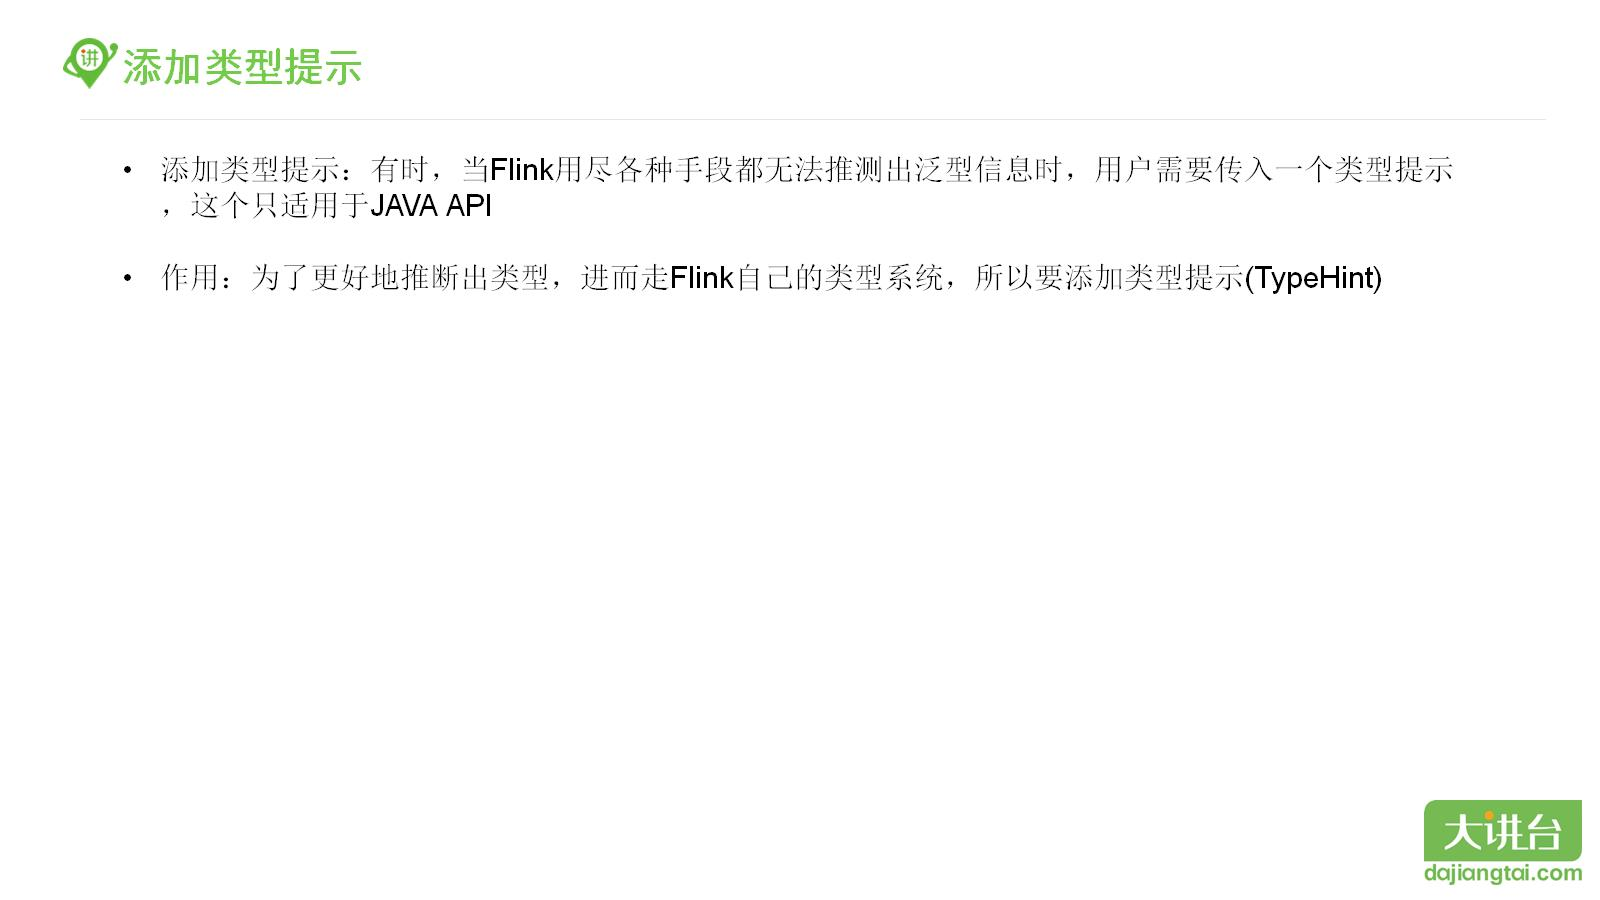 讲
添加类型提示
• 添加类型提示：有时，当Flink用尽各种手段都无法推测出泛型信息时，用户需要传入一个类型提示
，这个只适用于JAVA API
• 作用：为了更好地推断出类型，进而走Flink自己的类型系统，所以要添加类型提示(TypeHint)
大讲台
dajiangtai.com